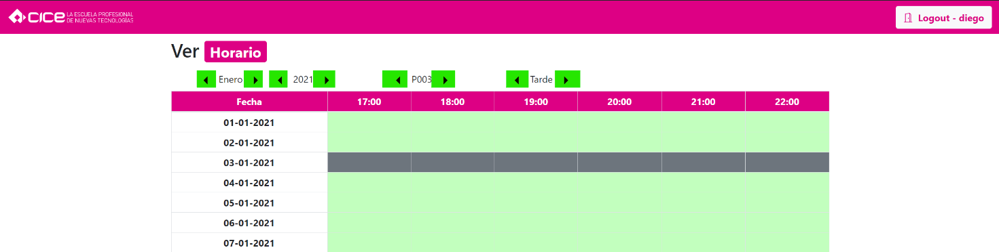 CICE LA ESCUELA PROFESIONAL
DE NUEVAS TECNOLOGÍAS
Logout - diego
Ver Horario
Enero 2021 P003 Tarde
Fecha 17:00 18:00 19:00 20:00 21:00 22:00
01-01-2021
02-01-2021
03-01-2021
04-01-2021
05-01-2021
06-01-2021
07-01-2021